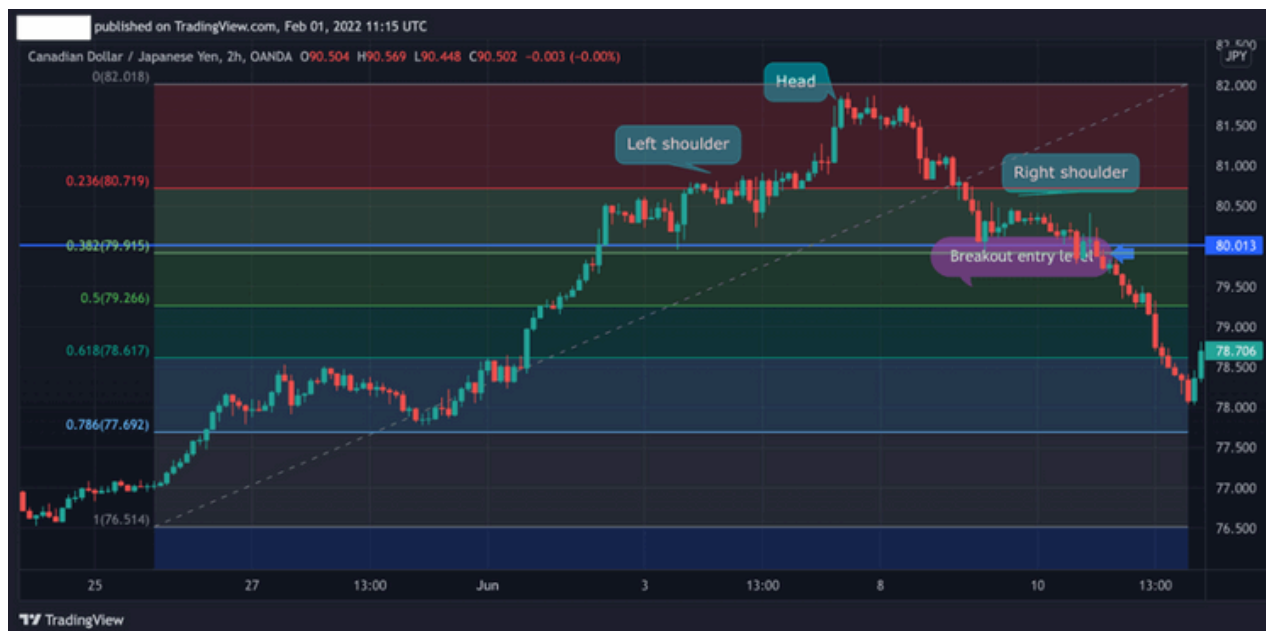 published on TradingView.com, Feb 01, 2022 11:15 UTC
Canadian Dollar / Japanese Yen, 2h, OANDA O90.504 H90.569 L90.448 C90.502 −0.003 (−0.00%)
82.500
JPY
0(82.018)
82.000
Head
81.500
Left shoulder
81.000
Right shoulder
0.236(80.719)
80.500
0.382(79.915)
80.013
Breakout entry level
79.500
0.5(79.266)
79.000
0.618(78.617)
78.706
78.500
78.000
0.786(77.692)
77.500
77.000
1(76.514)
76.500
25 27 13:00 Jun 3 13:00 8 10 13:00
TradingView